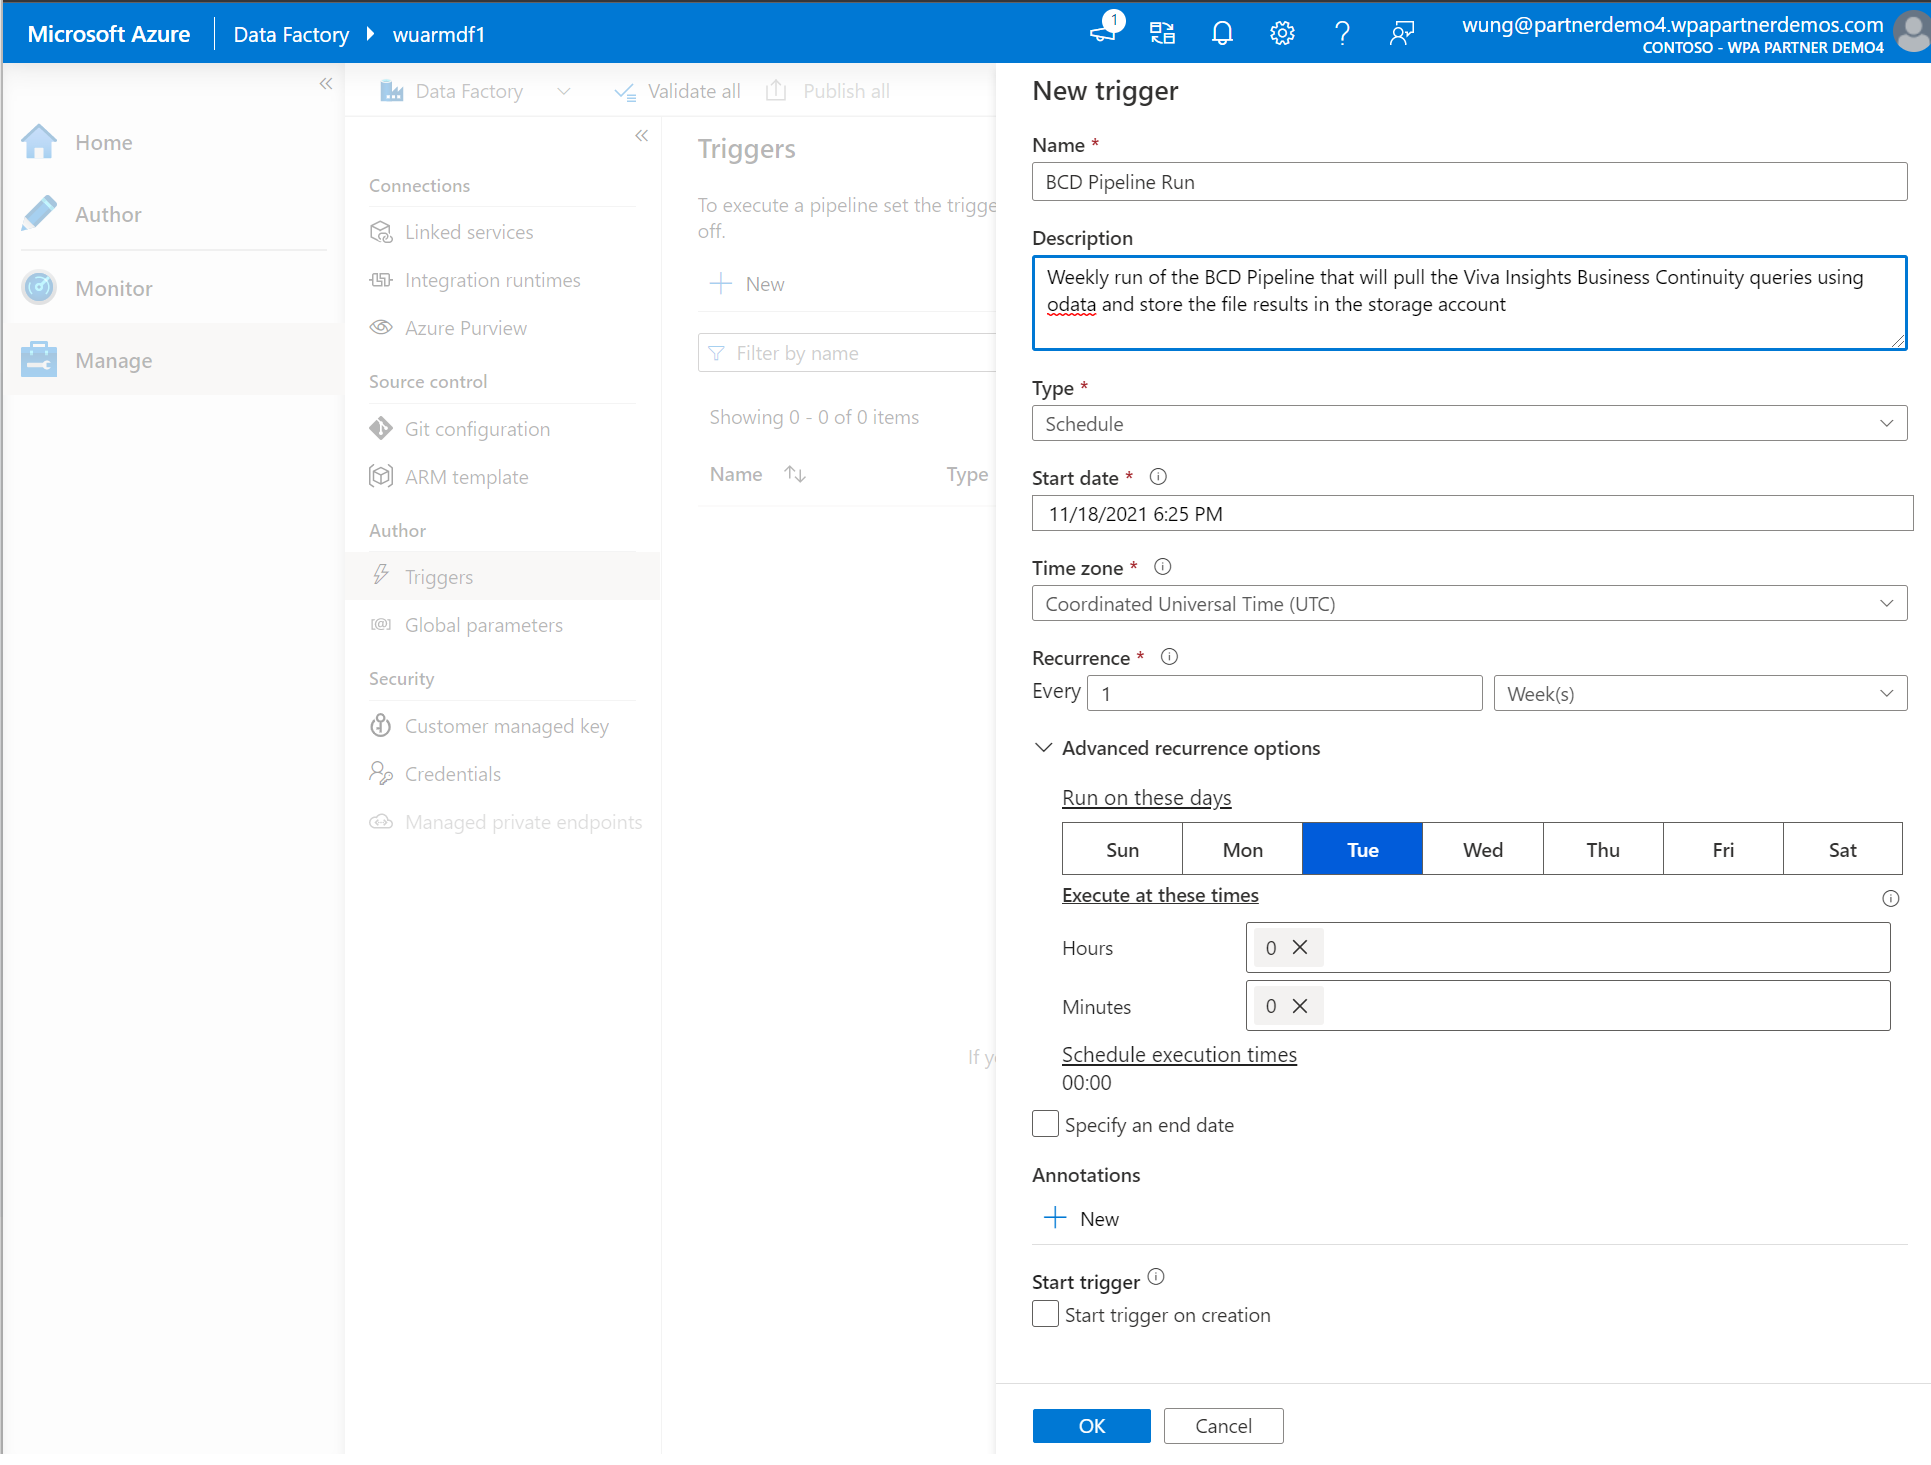 Microsoft Azure
Data Factory
wuarmdf1
1
wung@partnerdemo4.wpapartnerdemos.com
CONTOSO - WPA PARTNER DEMO4
Home
Author
Monitor
Manage
Data Factory
Validate all
Publish all
Connections
Linked services
Integration runtimes
Azure Purview
Source control
Git configuration
ARM template
Author
Triggers
Global parameters
Security
Customer managed key
Credentials
Managed private endpoints
Triggers
To execute a pipeline set the trigge
off.
New
Filter by name
Showing 0 - 0 of 0 items
Name
Type
If y
New trigger
Name *
BCD Pipeline Run
Description
Weekly run of the BCD Pipeline that will pull the Viva Insights Business Continuity queries using
odata and store the file results in the storage account
Type *
Schedule
Start date *
11/18/2021 6:25 PM
Time zone *
Coordinated Universal Time (UTC)
Recurrence *
Every 1 Week(s)
Advanced recurrence options
Run on these days
Sun Mon Tue Wed Thu Fri Sat
Execute at these times
Hours 0
Minutes 0
Schedule execution times
00:00
Specify an end date
Annotations
New
Start trigger
Start trigger on creation
OK Cancel